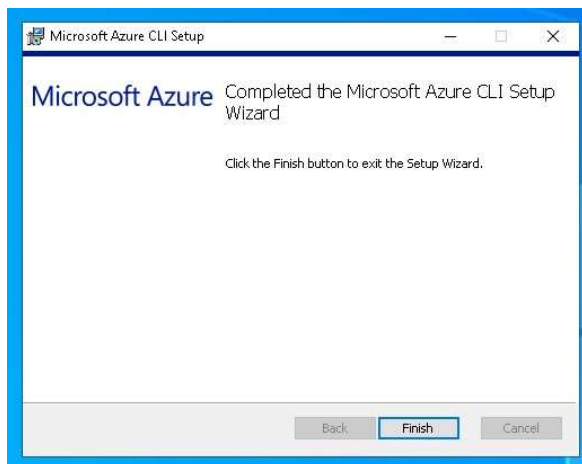 Microsoft Azure CLI Setup
Microsoft Azure
Completed the Microsoft Azure CLI Setup
Wizard
Click the Finish button to exit the Setup Wizard.
Back
Finish
Cancel